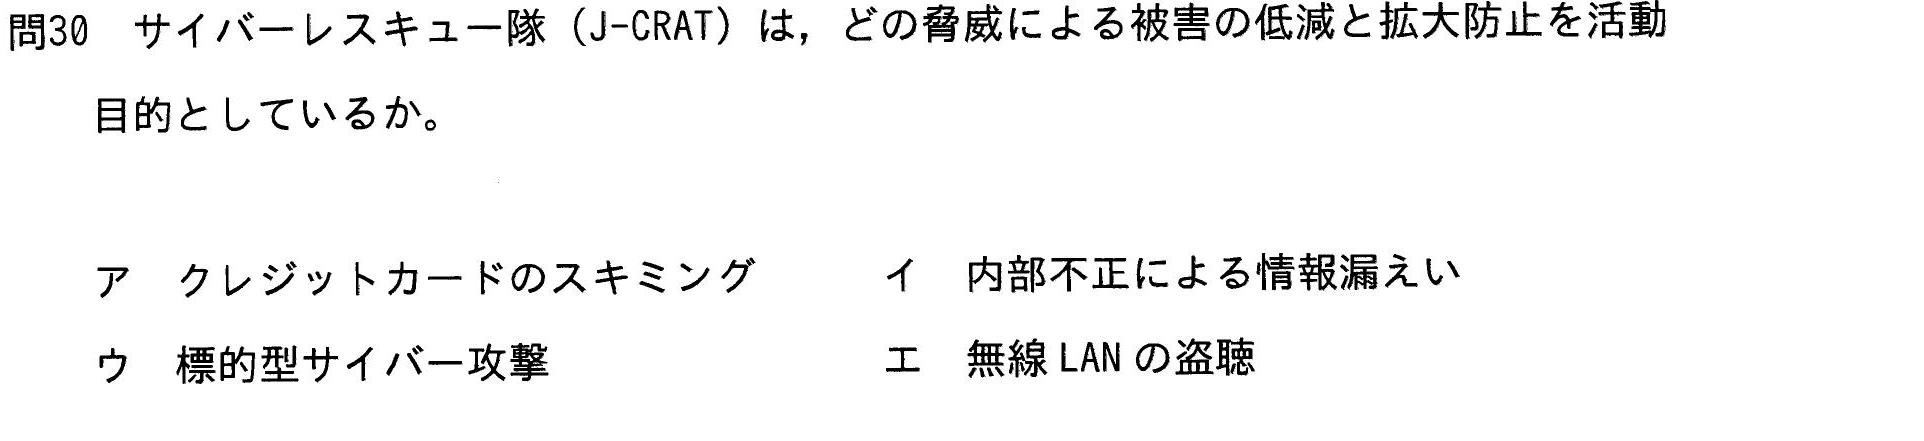 問30 サイバーレスキュー隊（J-CRAT）は，どの脅威による被害の低減と拡大防止を活動
目的としているか。
ア クレジットカードのスキミング イ 内部不正による情報漏えい
ウ 標的型サイバー攻撃 エ 無線 LAN の盗聴